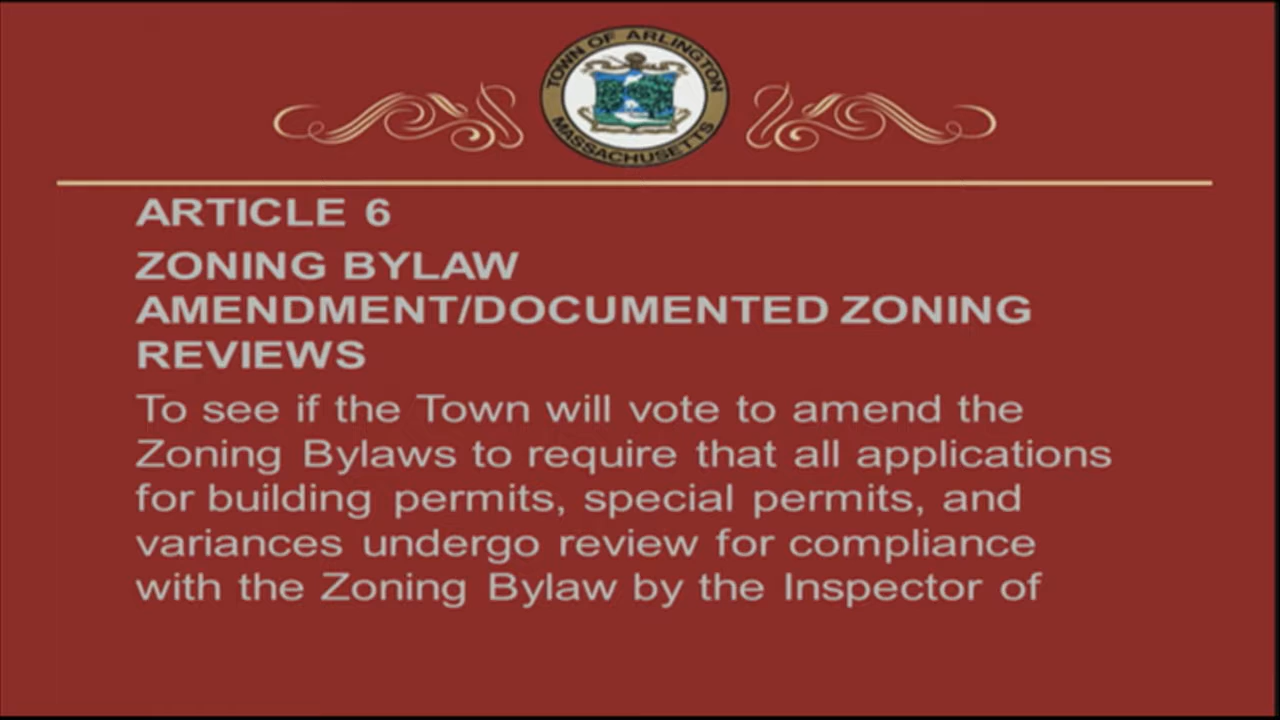 TOWN OF ARLINGTON
MASSACHUSETTS
ARTICLE 6
ZONING BYLAW
AMENDMENT/DOCUMENTED ZONING
REVIEWS
To see if the Town will vote to amend the
Zoning Bylaws to require that all applications
for building permits, special permits, and
variances undergo review for compliance
with the Zoning Bylaw by the Inspector of